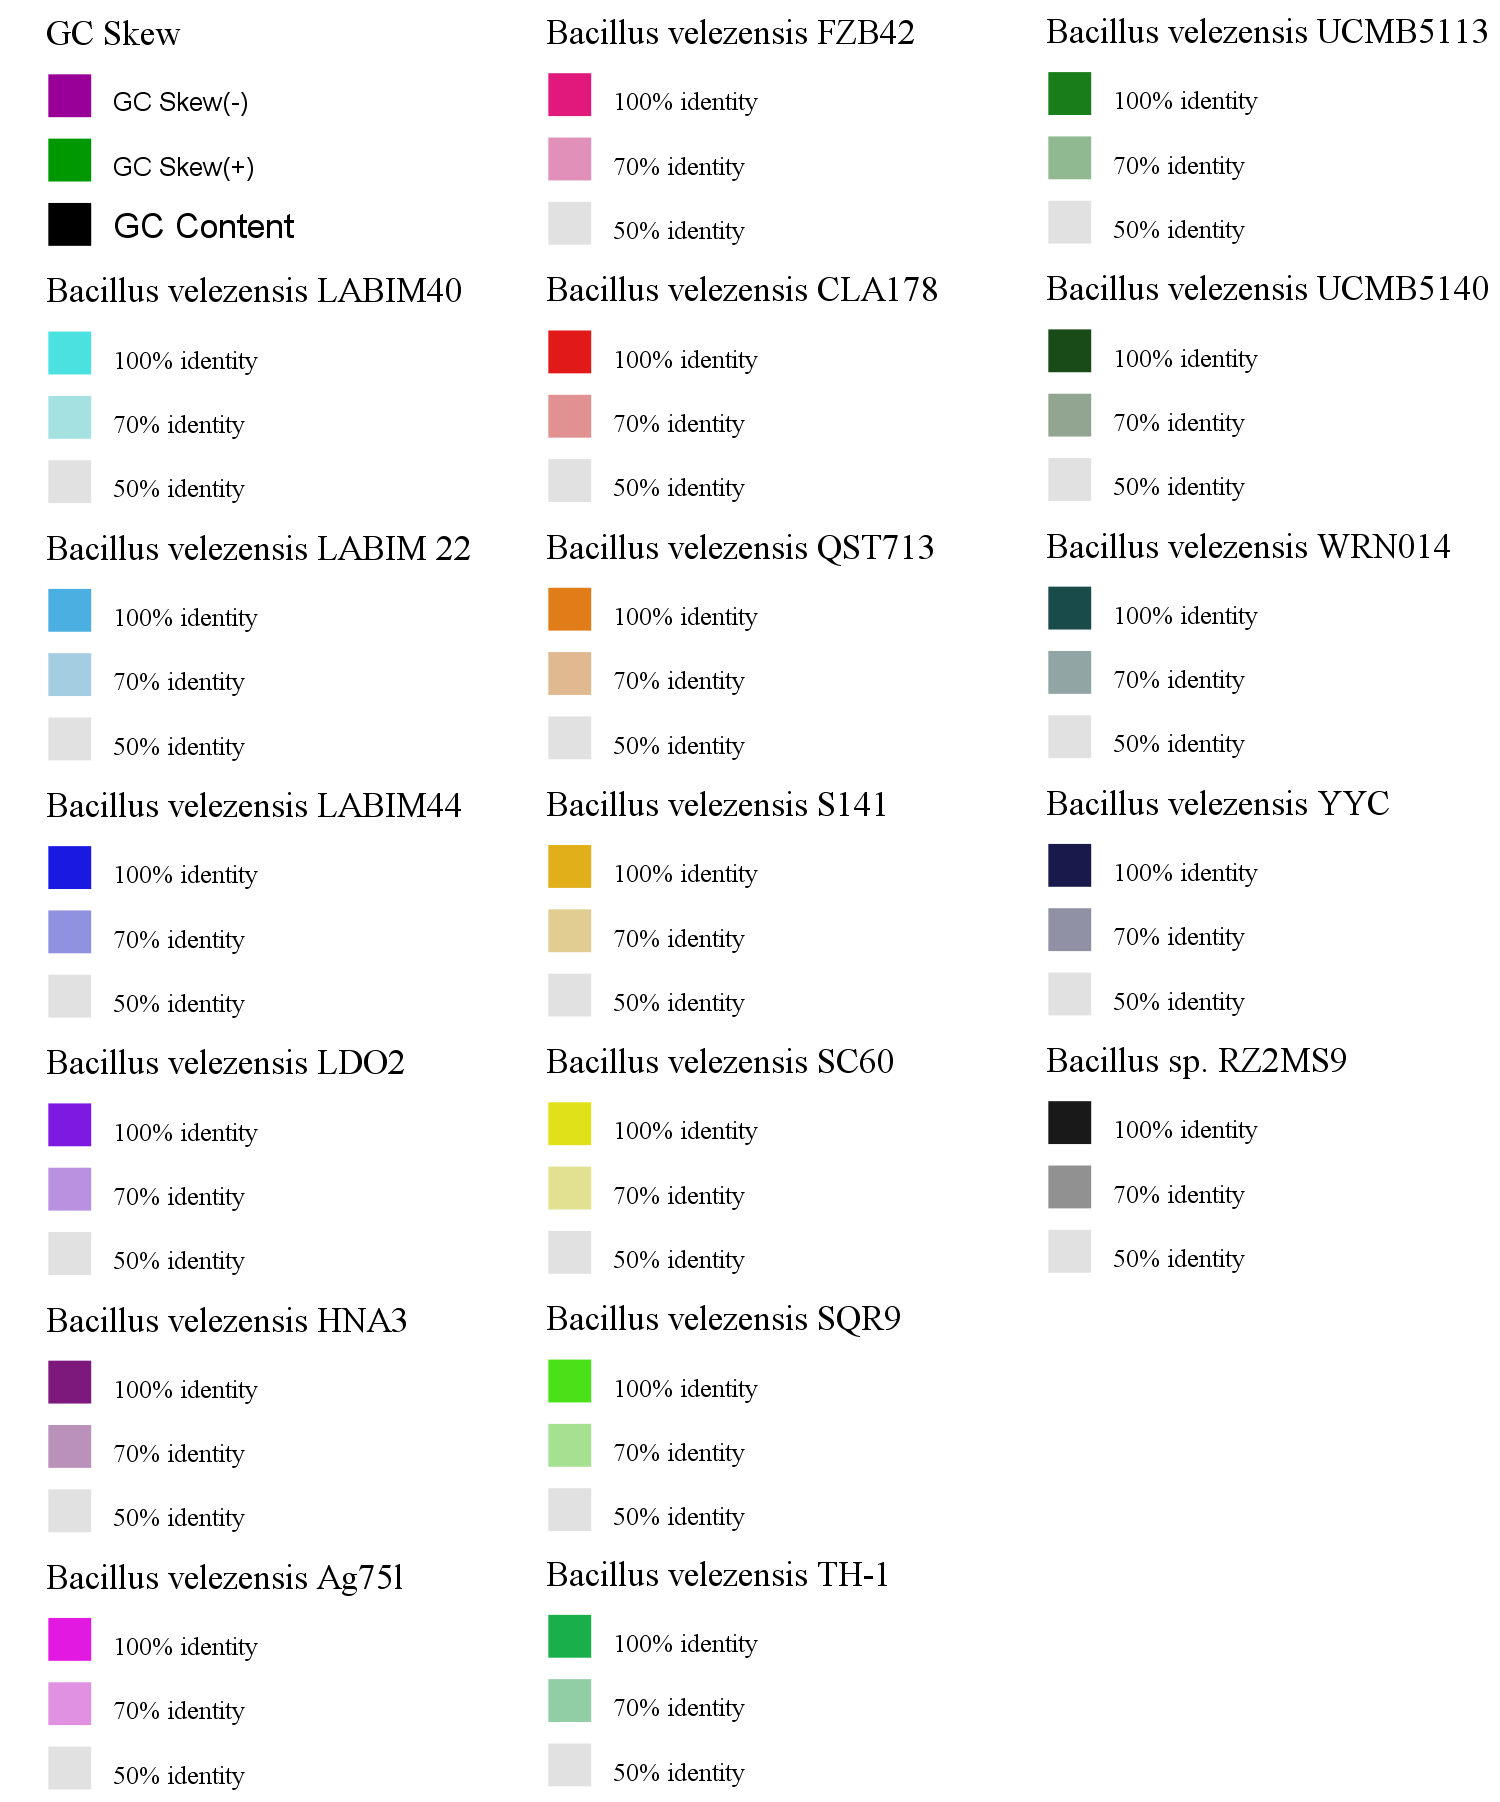 GC Skew
GC Skew(-)
GC Skew(+)
GC Content
Bacillus velezensis LABIM40
100% identity
70% identity
50% identity
Bacillus velezensis LABIM 22
100% identity
70% identity
50% identity
Bacillus velezensis LABIM44
100% identity
70% identity
50% identity
Bacillus velezensis LDO2
100% identity
70% identity
50% identity
Bacillus velezensis HNA3
100% identity
70% identity
50% identity
Bacillus velezensis Ag75l
100% identity
70% identity
50% identity
Bacillus velezensis FZB42
100% identity
70% identity
50% identity
Bacillus velezensis CLA178
100% identity
70% identity
50% identity
Bacillus velezensis QST713
100% identity
70% identity
50% identity
Bacillus velezensis S141
100% identity
70% identity
50% identity
Bacillus velezensis SC60
100% identity
70% identity
50% identity
Bacillus velezensis SQR9
100% identity
70% identity
50% identity
Bacillus velezensis TH-1
100% identity
70% identity
50% identity
Bacillus velezensis UCMB5113
100% identity
70% identity
50% identity
Bacillus velezensis UCMB5140
100% identity
70% identity
50% identity
Bacillus velezensis WRN014
100% identity
70% identity
50% identity
Bacillus velezensis YYC
100% identity
70% identity
50% identity
Bacillus sp. RZ2MS9
100% identity
70% identity
50% identity